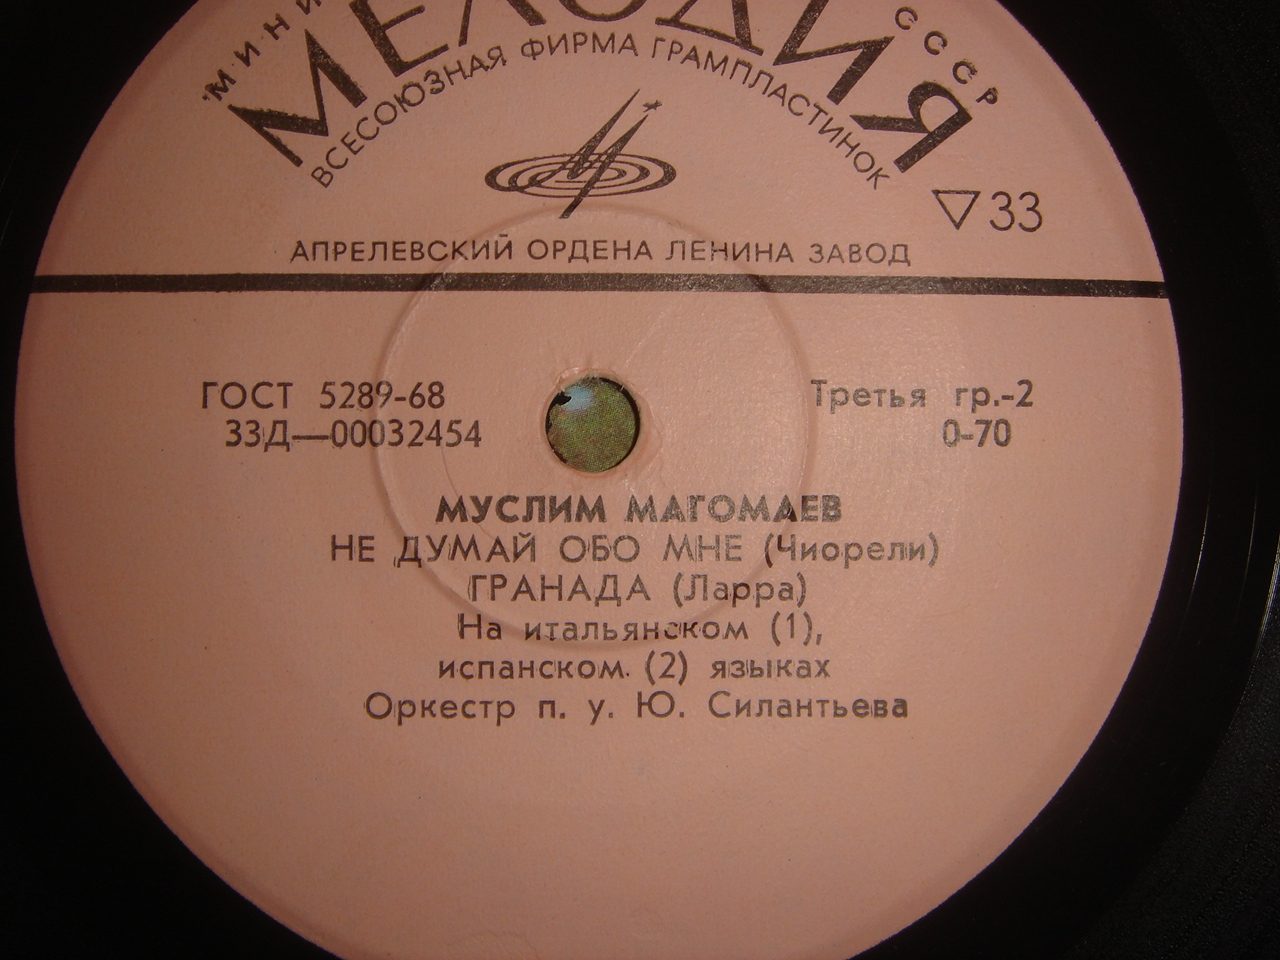 МЕЛОДИЯ
СССР
ВСЕСОЮЗНАЯ ФИРМА ГРАМПЛАСТИНОК
▽33
АПРЕЛЕВСКИЙ ОРДЕНА ЛЕНИНА ЗАВОД
ГОСТ 5289-68
Третья гр.-2
33Д—00032454
0-70
МУСЛИМ МАГОМАЕВ
НЕ ДУМАЙ ОБО МНЕ (Чиорели)
ГРАНАДА (Ларра)
На итальянском (1),
испанском. (2) языках
Оркестр п. у. Ю. Силантьева